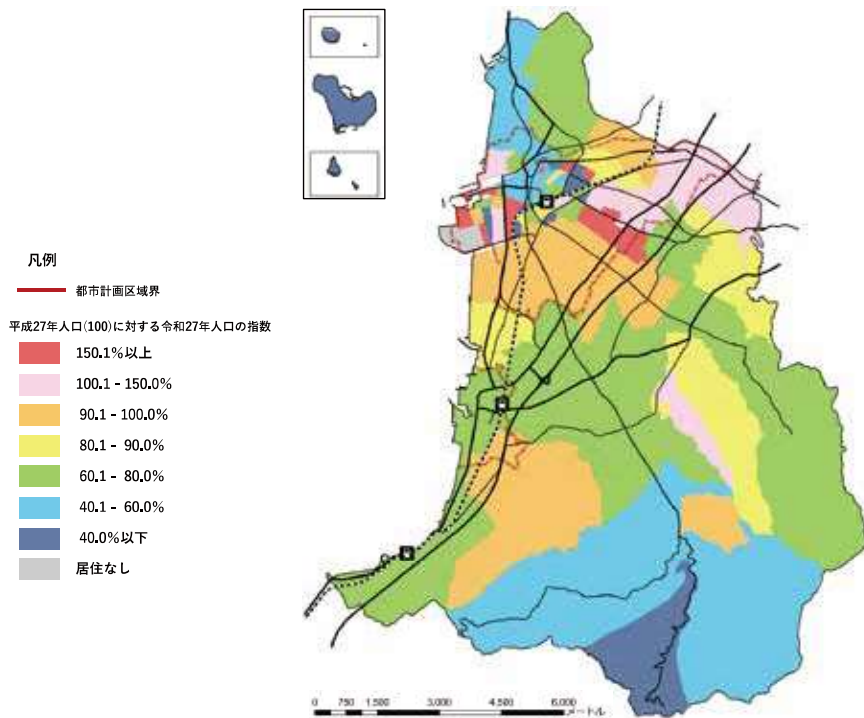 凡例
都市計画区域界
平成27年人口(100)に対する令和27年人口の指数
150.1%以上
100.1 - 150.0%
90.1 - 100.0%
80.1 - 90.0%
60.1 - 80.0%
40.1 - 60.0%
40.0%以下
居住なし
0 750 1,500 3,000 4,500 6,000
メートル